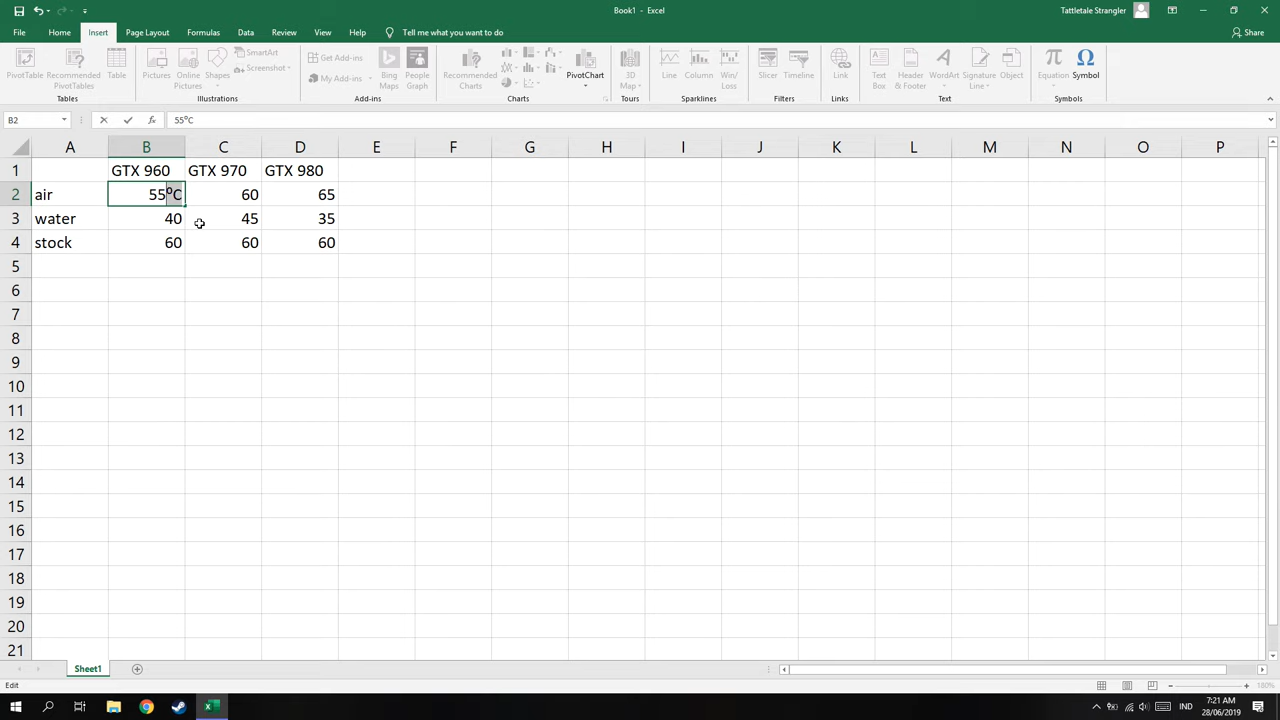 Book1 - Excel
Tattletale Strangler
File Home Insert Page Layout Formulas Data Review View Help Tell me what you want to do
Share
PivotTable Recommended PivotTables Table
Tables
Pictures Online Pictures Shapes SmartArt Screenshot
Illustrations
Get Add-ins My Add-ins Bing Maps People Graph
Add-ins
Recommended Charts PivotChart
Charts
3D Map
Tours
Line Column Win/Loss
Sparklines
Slicer Timeline
Filters
Link
Links
Text Box Header & Footer WordArt Signature Line Object
Text
Equation Symbol
Symbols
B2 fx 55⁰C
A B C D E F G H I J K L M N O P
1 GTX 960 GTX 970 GTX 980
2 air 55⁰C 60 65
3 water 40 45 35
4 stock 60 60 60
5
6
7
8
9
10
11
12
13
14
15
16
17
18
19
20
21
Sheet1
Edit
180%
IND
7:21 AM
28/06/2019